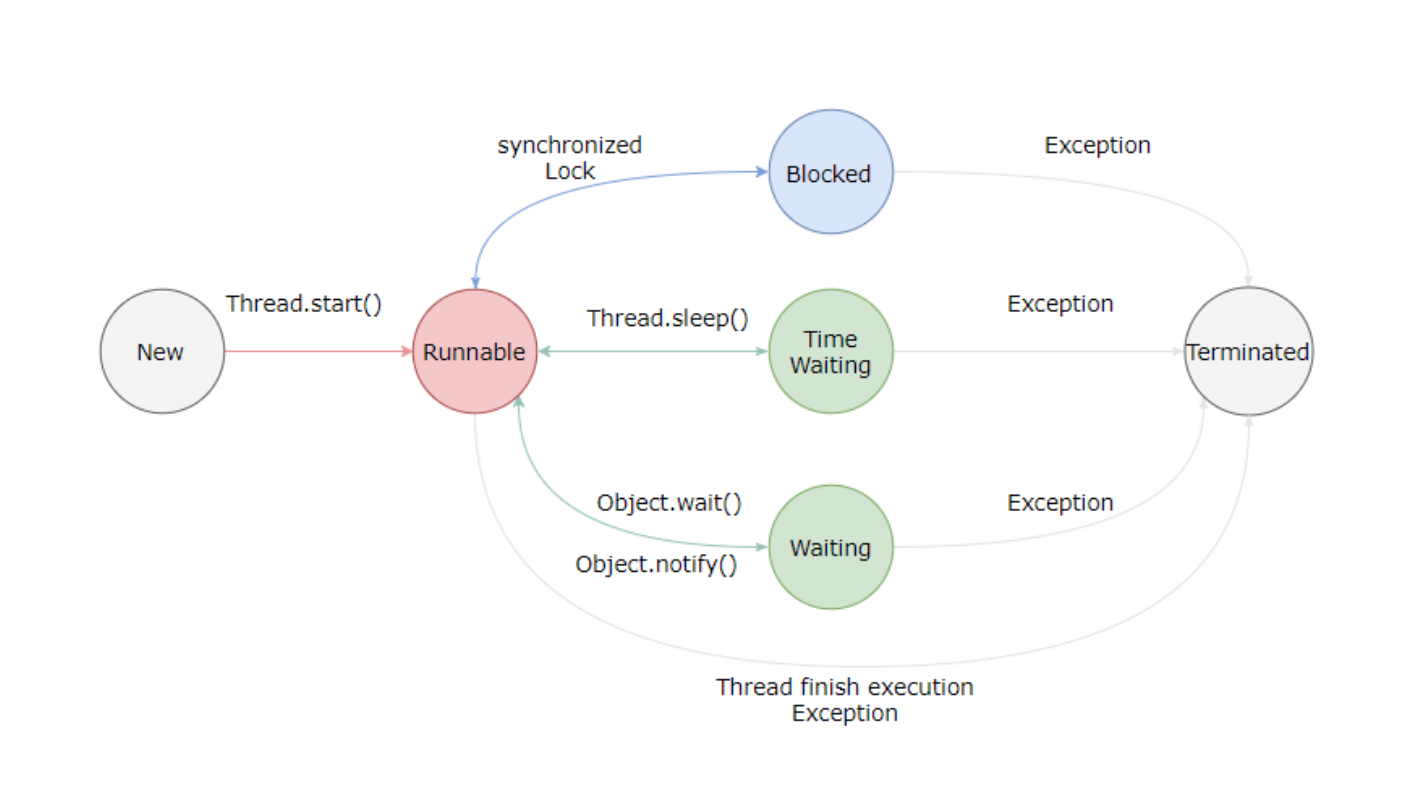 synchronized
Lock
Blocked
Exception
Thread.start()
New
Runnable
Thread.sleep()
Time
Waiting
Exception
Terminated
Object.wait()
Object.notify()
Waiting
Exception
Thread finish execution
Exception